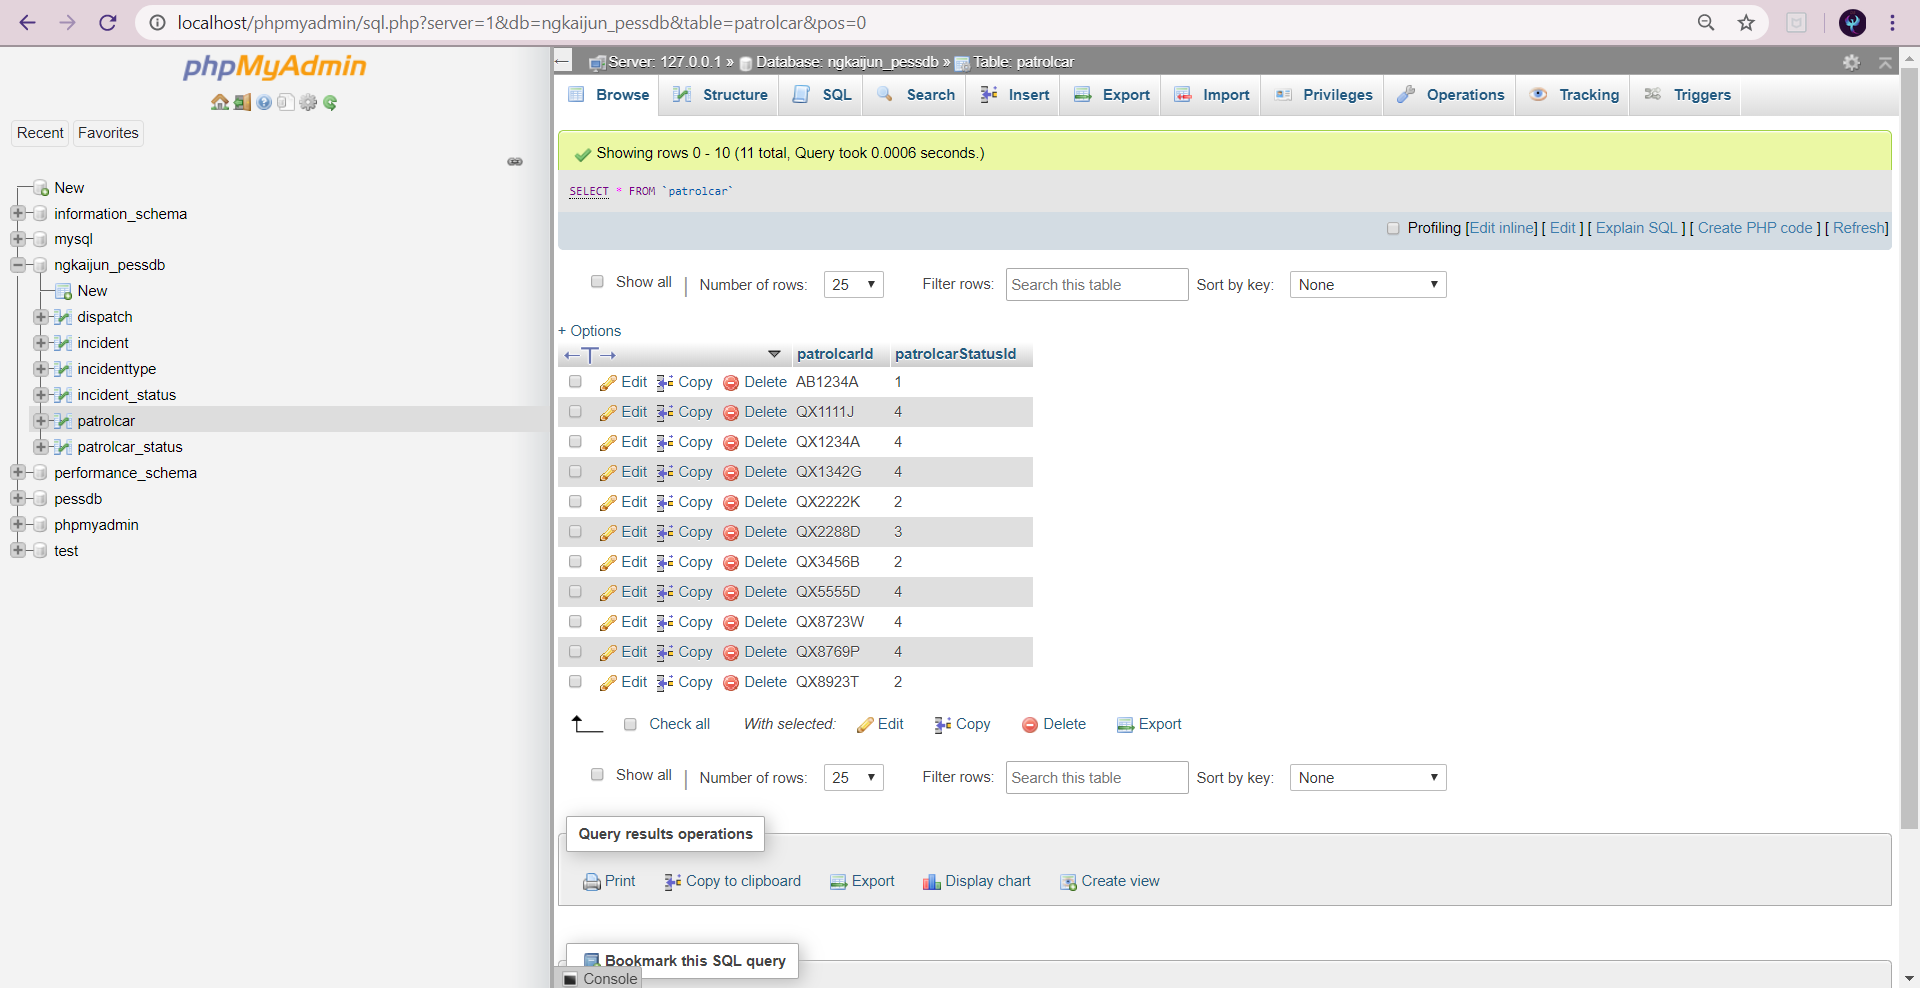 localhost/phpmyadmin/sql.php?server=1&db=ngkaijun_pessdb&table=patrolcar&pos=0
phpMyAdmin
Recent Favorites
New
information_schema
mysql
ngkaijun_pessdb
New
dispatch
incident
incidenttype
incident_status
patrolcar
patrolcar_status
performance_schema
pessdb
phpmyadmin
test
Server: 127.0.0.1 » Database: ngkaijun_pessdb » Table: patrolcar
Browse Structure SQL Search Insert Export Import Privileges Operations Tracking Triggers
Showing rows 0 - 10 (11 total, Query took 0.0006 seconds.)
SELECT * FROM `patrolcar`
Profiling [Edit inline] [ Edit ] [ Explain SQL ] [ Create PHP code ] [ Refresh]
Show all | Number of rows: 25 Filter rows: Search this table Sort by key: None
+ Options
←T→ patrolcarId patrolcarStatusId
Edit Copy Delete AB1234A 1
Edit Copy Delete QX1111J 4
Edit Copy Delete QX1234A 4
Edit Copy Delete QX1342G 4
Edit Copy Delete QX2222K 2
Edit Copy Delete QX2288D 3
Edit Copy Delete QX3456B 2
Edit Copy Delete QX5555D 4
Edit Copy Delete QX8723W 4
Edit Copy Delete QX8769P 4
Edit Copy Delete QX8923T 2
Check all With selected: Edit Copy Delete Export
Show all | Number of rows: 25 Filter rows: Search this table Sort by key: None
Query results operations
Print Copy to clipboard Export Display chart Create view
Bookmark this SQL query
Console